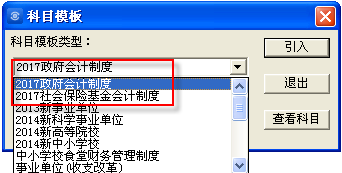 科目模板
科目模板类型：
引入
2017政府会计制度
退出
2017政府会计制度
2017社会保险基金会计制度
2013新事业单位
2014新科学事业单位
查看科目
2014新高等院校
2014新中小学校
中小学校食堂财务管理制度
事业单位(收支改革)